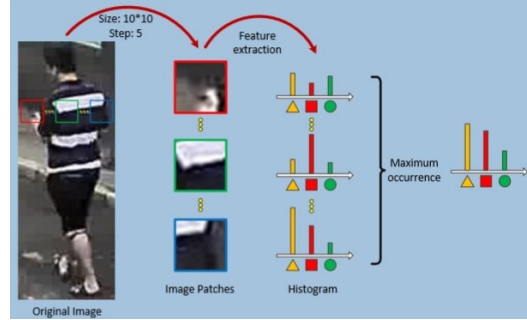 Size: 10*10
Step: 5
Feature
extraction
Maximum
occurrence
Original Image
Image Patches
Histogram